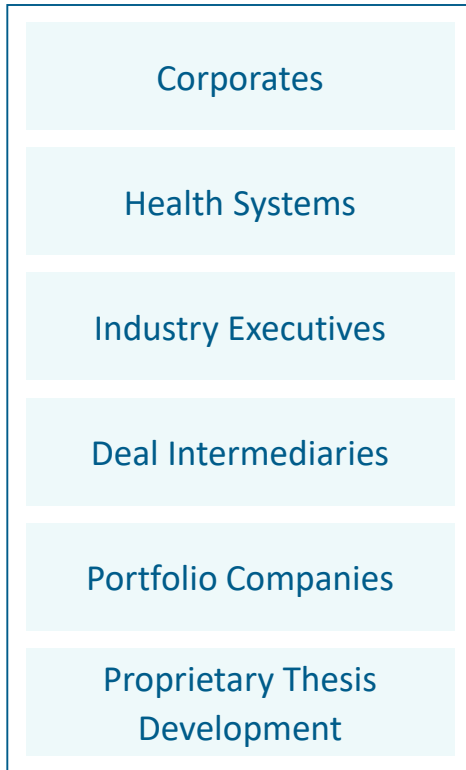 Corporates
Health Systems
Industry Executives
Deal Intermediaries
Portfolio Companies
Proprietary Thesis
Development